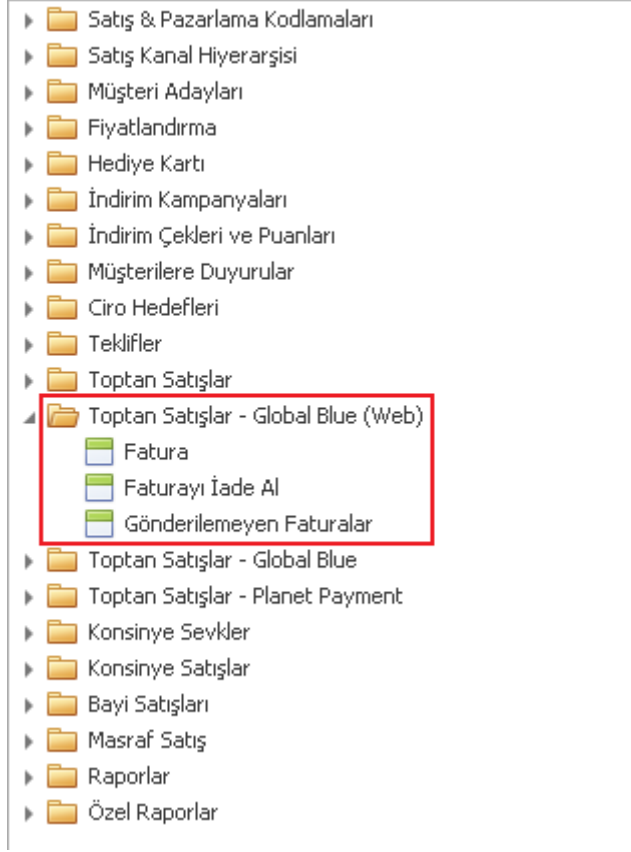 Satış & Pazarlama Kodlamaları
Satış Kanal Hiyerarşisi
Müşteri Adayları
Fiyatlandırma
Hediye Kartı
İndirim Kampanyaları
İndirim Çekleri ve Puanları
Müşterilere Duyurular
Ciro Hedefleri
Teklifler
Toptan Satışlar
Toptan Satışlar - Global Blue (Web)
Fatura
Faturayı İade Al
Gönderilemeyen Faturalar
Toptan Satışlar - Global Blue
Toptan Satışlar - Planet Payment
Konsinye Sevkler
Konsinye Satışlar
Bayi Satışları
Masraf Satış
Raporlar
Özel Raporlar